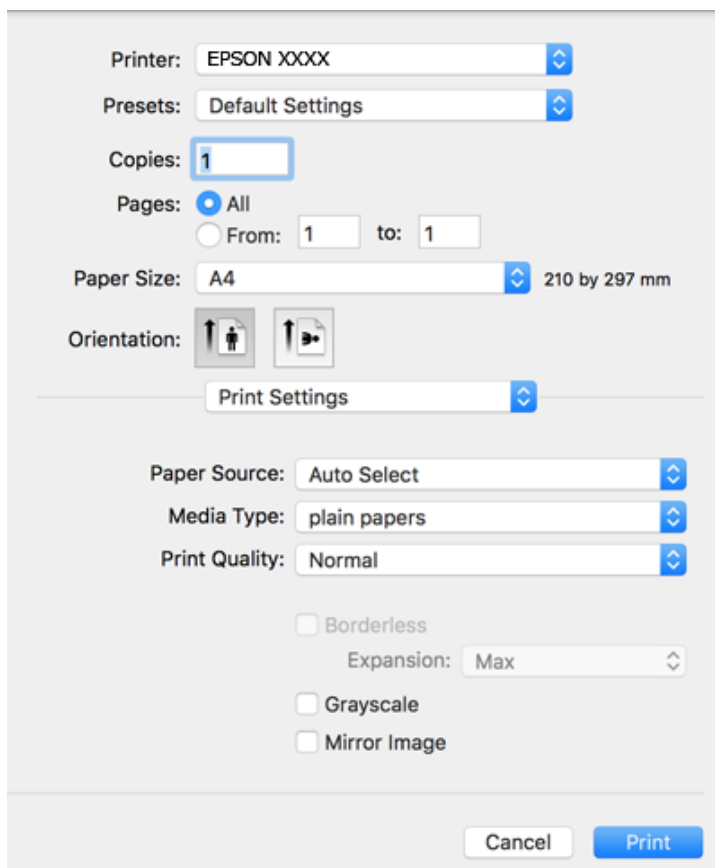 Printer: EPSON XXXX
Presets: Default Settings
Copies: 1
Pages: All
From: 1 to: 1
Paper Size: A4 210 by 297 mm
Orientation:
Print Settings
Paper Source: Auto Select
Media Type: plain papers
Print Quality: Normal
Borderless
Expansion: Max
Grayscale
Mirror Image
Cancel Print